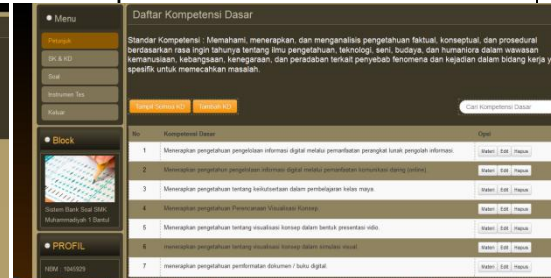 Menu
Petunjuk
SK & KD
Soal
Instrumen Tes
Keluar
Block
Sistem Bank Soal SMK
Muhammadiyah 1 Bantul
PROFIL
NBM : 1045929
Daftar Kompetensi Dasar
Standar Kompetensi : Memahami, menerapkan, dan menganalisis pengetahuan faktual, konseptual, dan prosedural
berdasarkan rasa ingin tahunya tentang ilmu pengetahuan, teknologi, seni, budaya, dan humaniora dalam wawasan
kemanusiaan, kebangsaan, kenegaraan, dan peradaban terkait penyebab fenomena dan kejadian dalam bidang kerja y
spesifik untuk memecahkan masalah.
Tampil Semua KD Tambah KD Cari Kompetensi Dasar
No Kompetensi Dasar Opsi
1 Menerapkan pengetahuan pengelolaan informasi digital melalui pemanfaatan perangkat lunak pengolah informasi. Materi Edit Hapus
2 Menerapkan pengetahuan pengelolaan informasi digital melalui pemanfaatan komunikasi daring (online). Materi Edit Hapus
3 Menerapkan pengetahuan tentang keikutsertaan dalam pembelajaran kelas maya. Materi Edit Hapus
4 Menerapkan pengetahuan Perencanaan Visualisasi Konsep. Materi Edit Hapus
5 Menerapkan pengetahuan tentang visualisasi konsep dalam bentuk presentasi vidio. Materi Edit Hapus
6 menerapkan pengetahuan tentang visualisasi konsep dalam simulasi visual. Materi Edit Hapus
7 menerapkan pengetahuan pemformatan dokumen / buku digital. Materi Edit Hapus